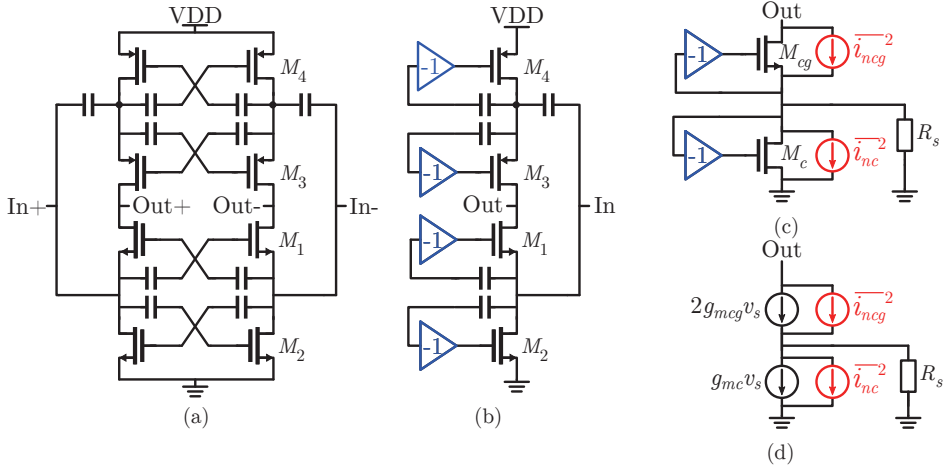 VDD
M4
M3
In+
Out+
Out-
In-
M1
M2
(a)
VDD
-1
M4
-1
M3
Out
In
-1
M1
-1
M2
(b)
Out
-1
Mcg
incg²
Rs
-1
Mc
inc²
(c)
Out
2gmcgvs
incg²
gmcvs
inc²
Rs
(d)